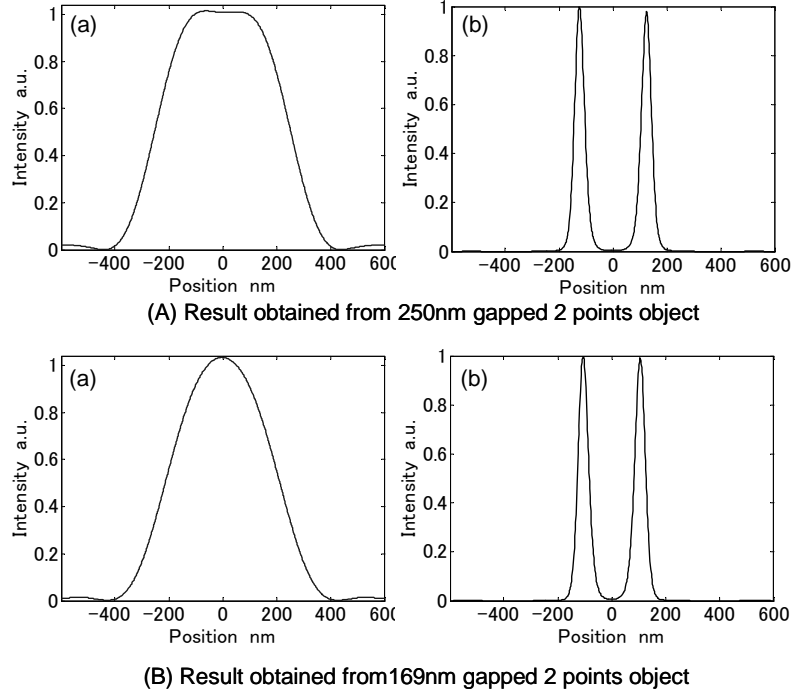 (a)
Intensity a.u.
1
0.8
0.6
0.4
0.2
0
−400 −200 0 200 400 600
Position nm
(b)
Intensity a.u.
1
0.8
0.6
0.4
0.2
0
−400 −200 0 200 400 600
Position nm
(A) Result obtained from 250nm gapped 2 points object
(a)
Intensity a.u.
1
0.8
0.6
0.4
0.2
0
−400 −200 0 200 400 600
Position nm
(b)
Intensity a.u.
1
0.8
0.6
0.4
0.2
0
−400 −200 0 200 400 600
Position nm
(B) Result obtained from169nm gapped 2 points object